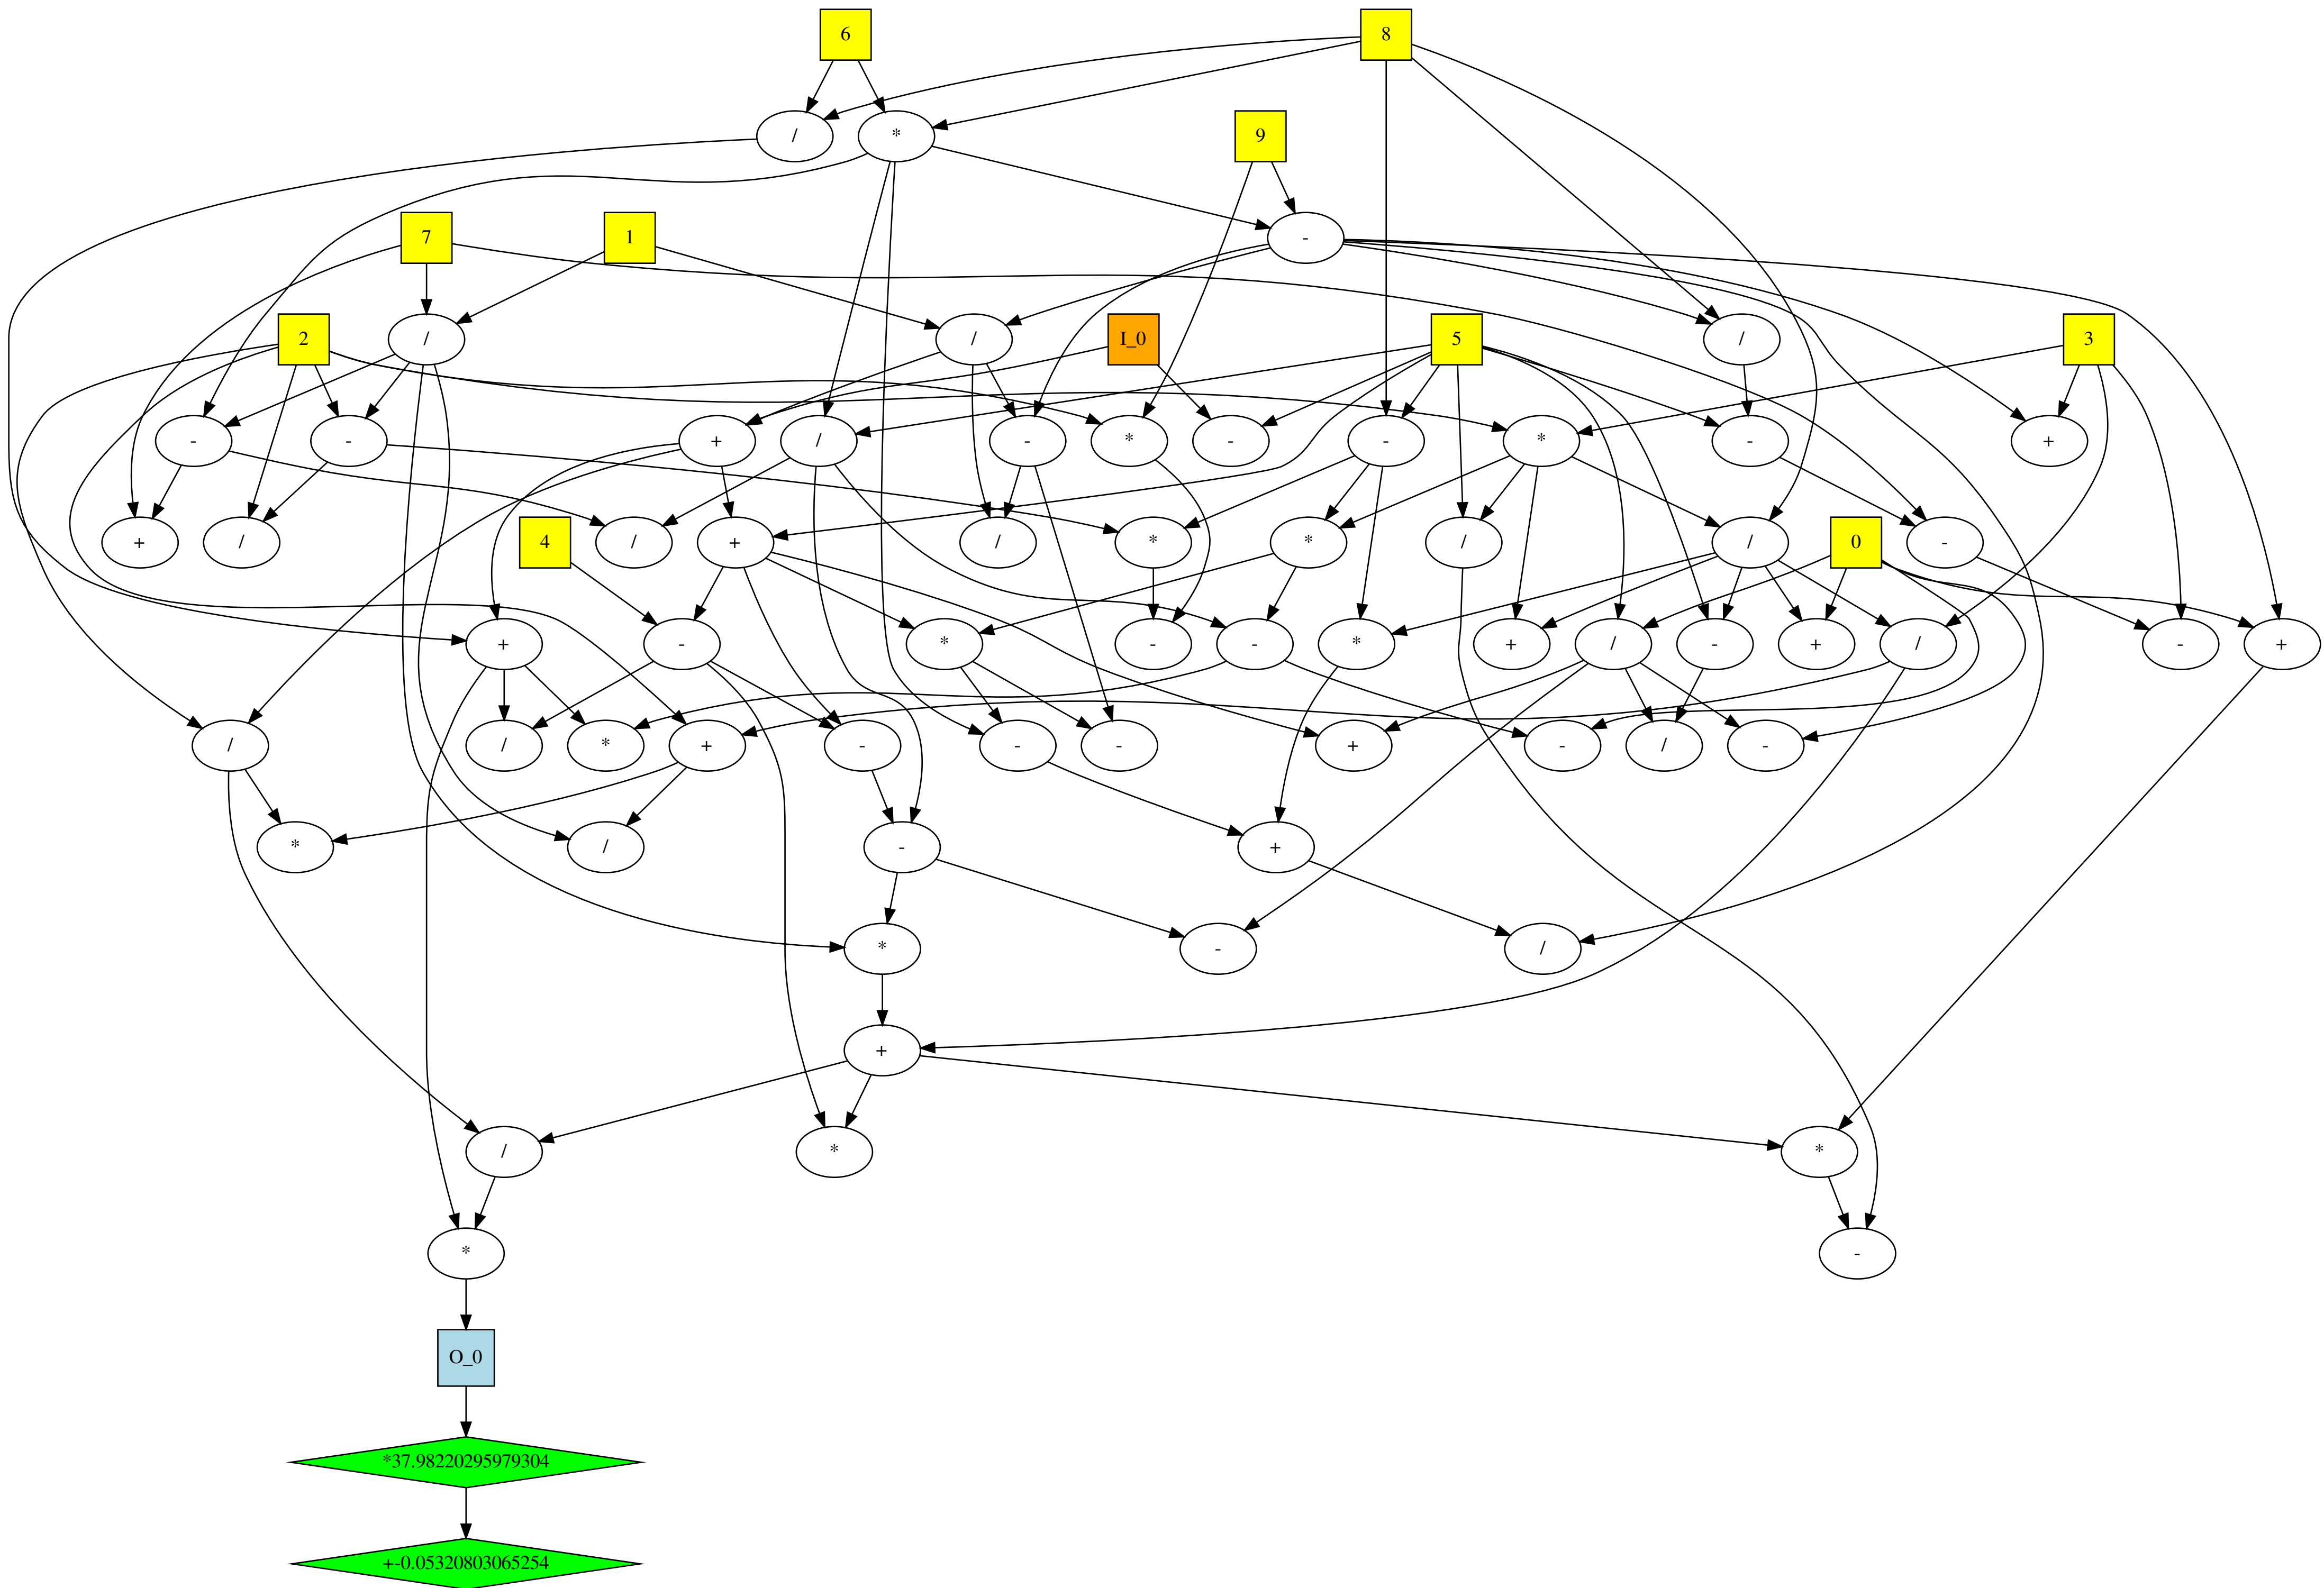 6 8
/ * 9
7 1 -
2 / / I_0 5 / 3
- - + / - * - - * - +
+ / 4 / + / * * / / 0 -
+ - * - - * + / - + / - +
/ / * + - - - + - / -
* / - +
* - /
+
/ * *
* -
O_0
*37.98220295979304
+-0.05320803065254